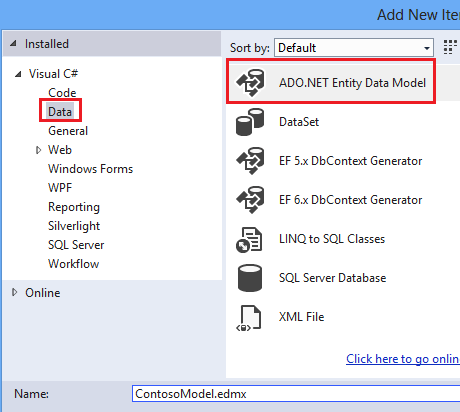 Add New Ite
Installed
Sort by: Default
Visual C#
Code
Data
General
Web
Windows Forms
WPF
Reporting
Silverlight
SQL Server
Workflow
Online
ADO.NET Entity Data Model
DataSet
EF 5.x DbContext Generator
EF 6.x DbContext Generator
LINQ to SQL Classes
SQL Server Database
XML File
Click here to go onlin
Name: ContosoModel.edmx